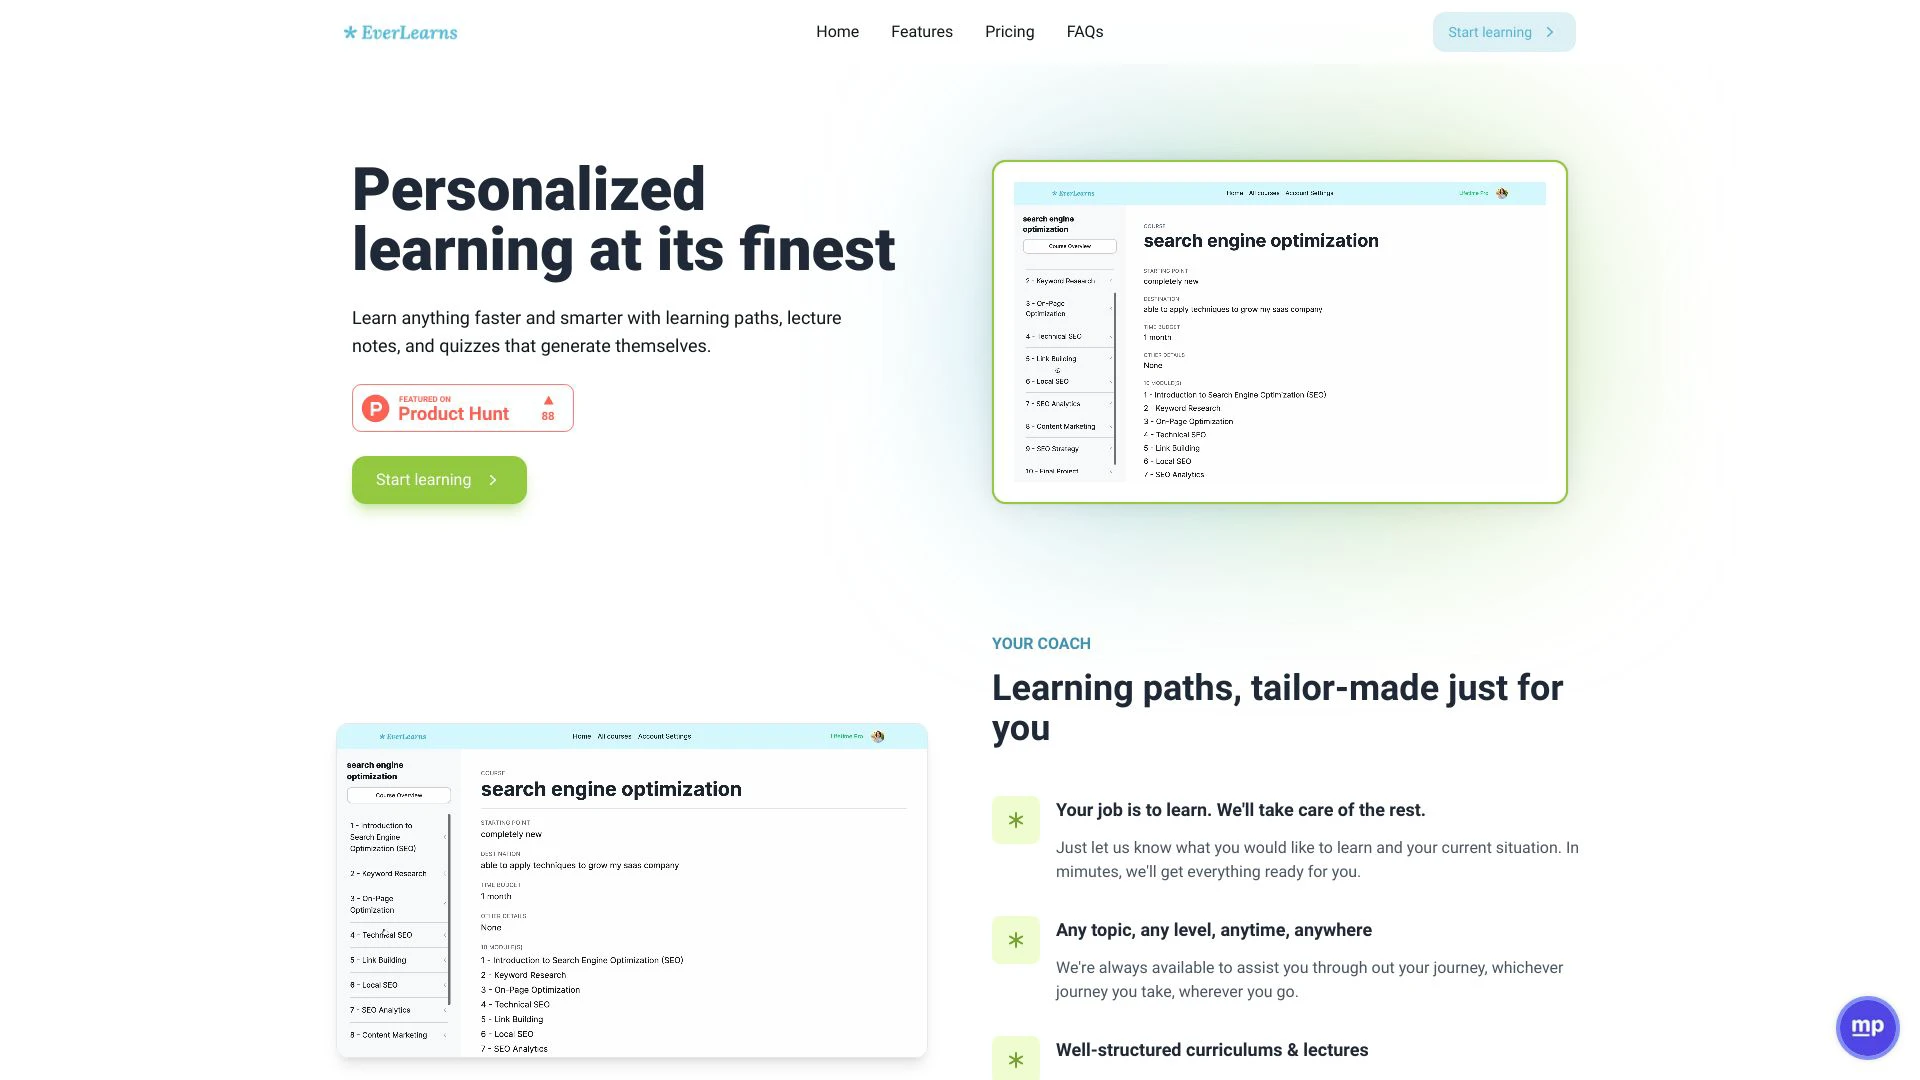 EverLearns
Home
Features
Pricing
FAQs
Start learning
Personalized
learning at its finest
Learn anything faster and smarter with learning paths, lecture
notes, and quizzes that generate themselves.
FEATURED ON
Product Hunt
88
Start learning
EverLearns
Home
All courses
Account Settings
Lifetime Pro
search engine
optimization
Course Overview
2 - Keyword Research
3 - On-Page
Optimization
4 - Technical SEO
5 - Link Building
6 - Local SEO
7 - SEO Analytics
8 - Content Marketing
9 - SEO Strategy
10 - Final Project
COURSE
search engine optimization
STARTING POINT
completely new
DESTINATION
able to apply techniques to grow my saas company
TIME BUDGET
1 month
OTHER DETAILS
None
10 MODULE(S)
1 - Introduction to Search Engine Optimization (SEO)
2 - Keyword Research
3 - On-Page Optimization
4 - Technical SEO
5 - Link Building
6 - Local SEO
7 - SEO Analytics
EverLearns
Home
All courses
Account Settings
Lifetime Pro
search engine
optimization
Course Overview
1 - Introduction to
Search Engine
Optimization (SEO)
2 - Keyword Research
3 - On-Page
Optimization
4 - Technical SEO
5 - Link Building
6 - Local SEO
7 - SEO Analytics
8 - Content Marketing
COURSE
search engine optimization
STARTING POINT
completely new
DESTINATION
able to apply techniques to grow my saas company
TIME BUDGET
1 month
OTHER DETAILS
None
10 MODULE(S)
1 - Introduction to Search Engine Optimization (SEO)
2 - Keyword Research
3 - On-Page Optimization
4 - Technical SEO
5 - Link Building
6 - Local SEO
7 - SEO Analytics
YOUR COACH
Learning paths, tailor-made just for
you
Your job is to learn. We'll take care of the rest.
Just let us know what you would like to learn and your current situation. In
mimutes, we'll get everything ready for you.
Any topic, any level, anytime, anywhere
We're always available to assist you through out your journey, whichever
journey you take, wherever you go.
Well-structured curriculums & lectures
mp